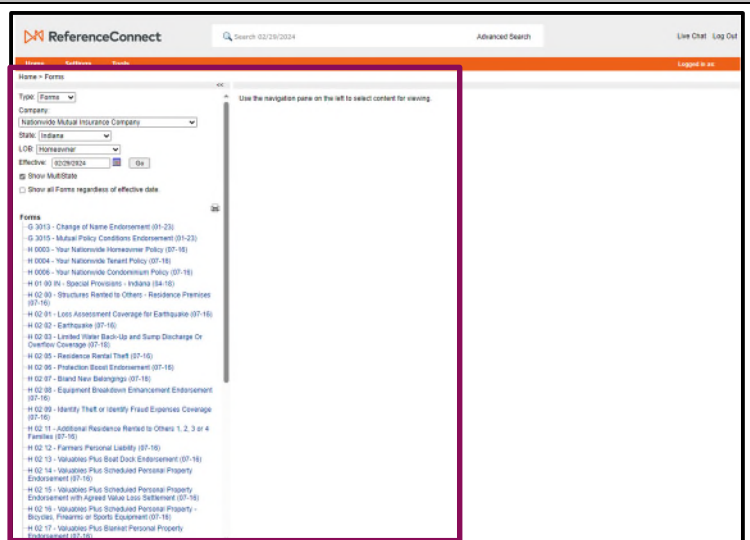 ReferenceConnect
Search 02/29/2024
Advanced Search
Live Chat Log Out
Home Settings Tools
Logged in as:
Home > Forms
<<
Type: Forms
Use the navigation pane on the left to select content for viewing.
Company:
Nationwide Mutual Insurance Company
State: Indiana
LOB: Homeowner
Effective: 02/29/2024 Go
Show MultiState
Show all Forms regardless of effective date
Forms
G 3013 - Change of Name Endorsement (01-23)
G 3015 - Mutual Policy Conditions Endorsement (01-23)
H 0003 - Your Nationwide Homeowner Policy (07-16)
H 0004 - Your Nationwide Tenant Policy (07-16)
H 0006 - Your Nationwide Condominium Policy (07-16)
H 01 00 IN - Special Provisions - Indiana (04-18)
H 02 00 - Structures Rented to Others - Residence Premises
(07-16)
H 02 01 - Loss Assessment Coverage for Earthquake (07-16)
H 02 02 - Earthquake (07-16)
H 02 03 - Limited Water Back-Up and Sump Discharge Or
Overflow Coverage (07-16)
H 02 05 - Residence Rental Theft (07-16)
H 02 06 - Protection Boost Endorsement (07-16)
H 02 07 - Brand New Belongings (07-16)
H 02 08 - Equipment Breakdown Enhancement Endorsement
(07-16)
H 02 09 - Identity Theft or Identify Fraud Expenses Coverage
(07-16)
H 02 11 - Additional Residence Rented to Others 1, 2, 3 or 4
Families (07-16)
H 02 12 - Farmers Personal Liability (07-16)
H 02 13 - Valuables Plus Boat Dock Endorsement (07-16)
H 02 14 - Valuables Plus Scheduled Personal Property
Endorsement (07-16)
H 02 15 - Valuables Plus Scheduled Personal Property
Endorsement with Agreed Value Loss Settlement (07-16)
H 02 16 - Valuables Plus Scheduled Personal Property -
Bicycles, Firearms or Sports Equipment (07-16)
H 02 17 - Valuables Plus Blanket Personal Property
Endorsement (07-16)